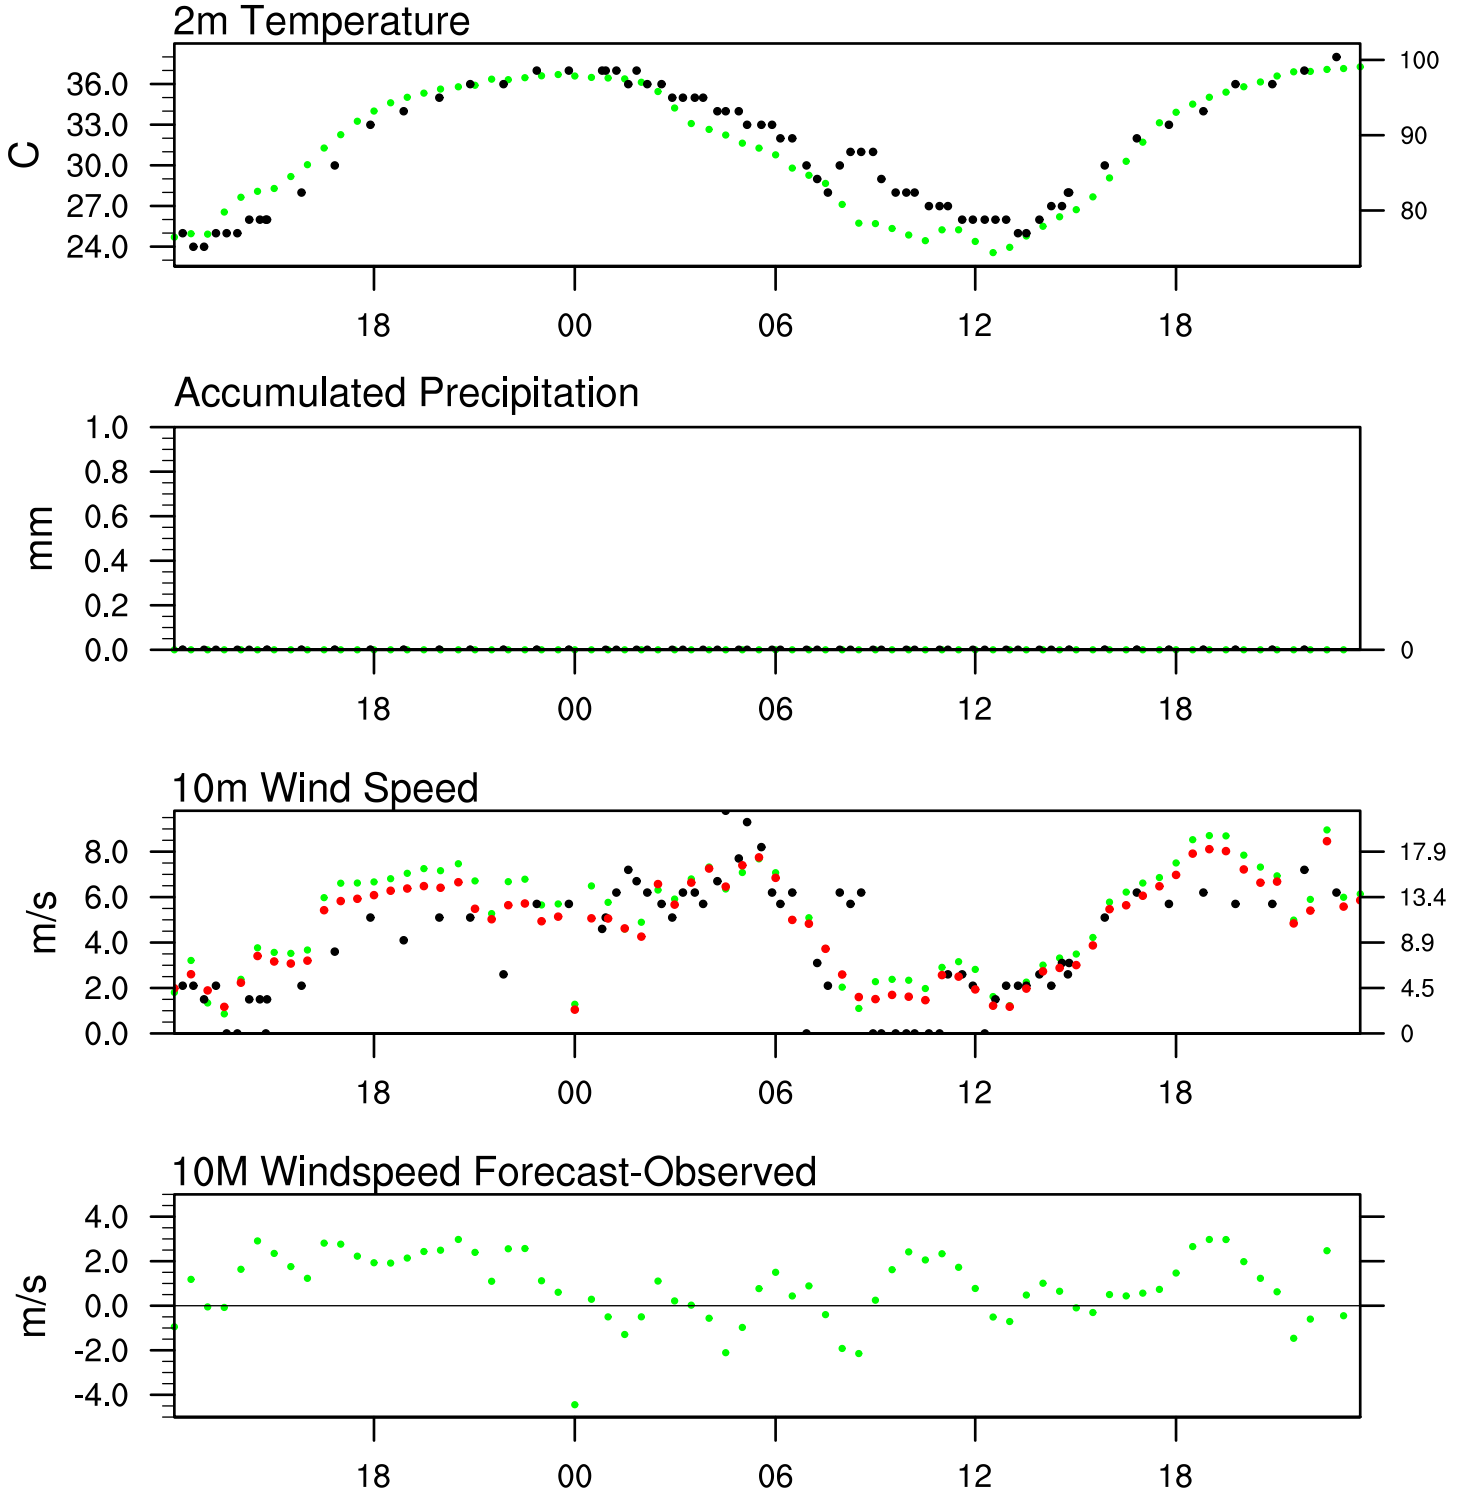 2m Temperature
36.0
33.0
30.0
27.0
24.0
C
100
90
80
18 00 06 12 18
Accumulated Precipitation
1.0
0.8
0.6
0.4
0.2
0.0
mm
0
18 00 06 12 18
10m Wind Speed
8.0
6.0
4.0
2.0
0.0
m/s
17.9
13.4
8.9
4.5
0
18 00 06 12 18
10M Windspeed Forecast-Observed
4.0
2.0
0.0
-2.0
-4.0
m/s
18 00 06 12 18